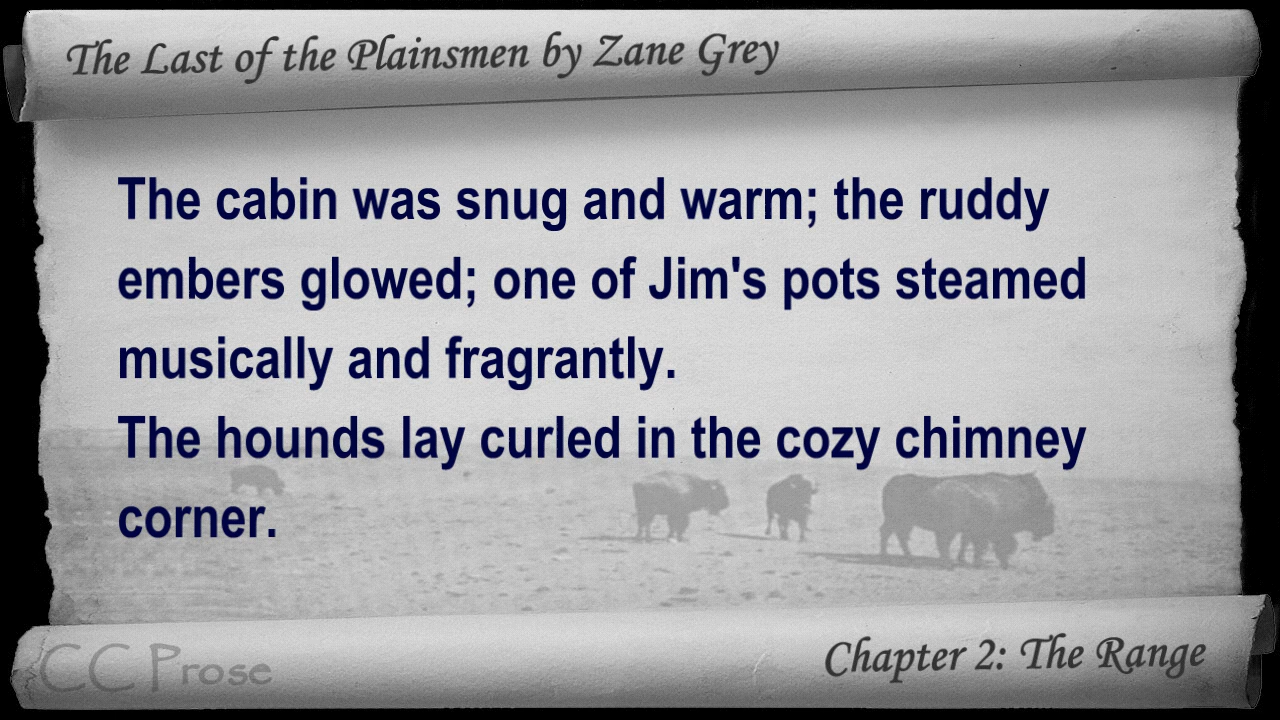 The Last of the Plainsmen by Zane Grey
The cabin was snug and warm; the ruddy
embers glowed; one of Jim's pots steamed
musically and fragrantly.
The hounds lay curled in the cozy chimney
corner.
CC Prose
Chapter 2: The Range